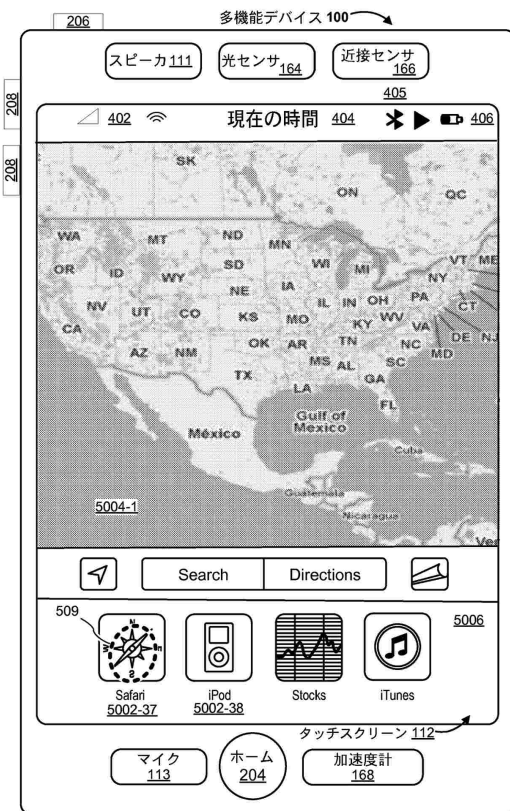 多機能デバイス 100
206
スピーカ 111
光センサ 164
近接センサ 166
208
208
402
現在の時間 404
405
406
SK
ON
QC
WA
MT
ND
MN
OR
ID
SD
WI
MI
VT ME
WY
NY
NE
IA
NV
UT
CO
IL IN OH
PA
CT
KS
MO
KY
WV
VA
CA
AZ
NM
OK
AR
TN
NC
DE NJ
MD
MS
AL
SC
TX
GA
LA
FL
Gulf of
Mexico
México
Cuba
Guatemala
Nicaragua
Ver
5004-1
Search
Directions
509
5006
N
W
E
S
Safari
5002-37
iPod
5002-38
Stocks
iTunes
タッチスクリーン 112
マイク
113
ホーム
204
加速度計
168